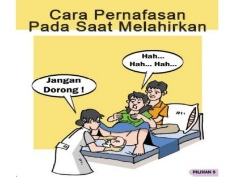 Cara Pernafasan
Pada Saat Melahirkan
Jangan
Dorong !
Hah...
Hah... Hah...